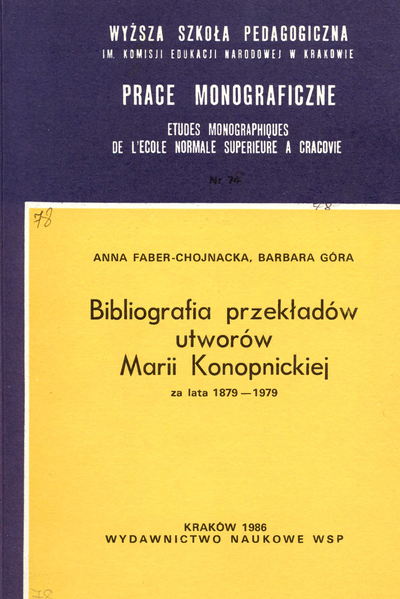 WYŻSZA SZKOŁA PEDAGOGICZNA
IM. KOMISJI EDUKACJI NARODOWEJ W KRAKOWIE
PRACE MONOGRAFICZNE
ETUDES MONOGRAPHIQUES
DE L'ECOLE NORMALE SUPERIEURE A CRACOVIE
Nr 74
78
ANNA FABER-CHOJNACKA, BARBARA GÓRA
Bibliografia przekładów
utworów
Marii Konopnickiej
za lata 1879—1979
KRAKÓW 1986
WYDAWNICTWO NAUKOWE WSP